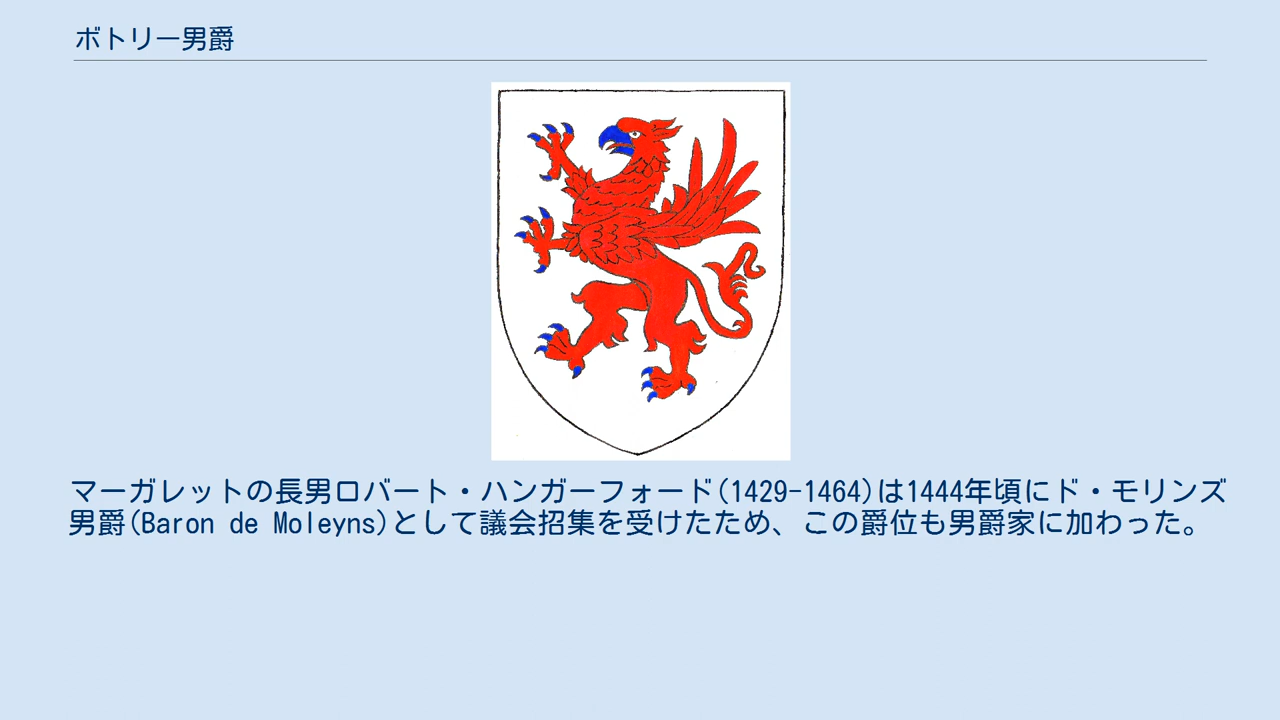 ボトリー男爵
マーガレットの長男ロバート・ハンガーフォード(1429-1464)は1444年頃にド・モリンズ
男爵(Baron de Moleyns)として議会招集を受けたため、この爵位も男爵家に加わった。